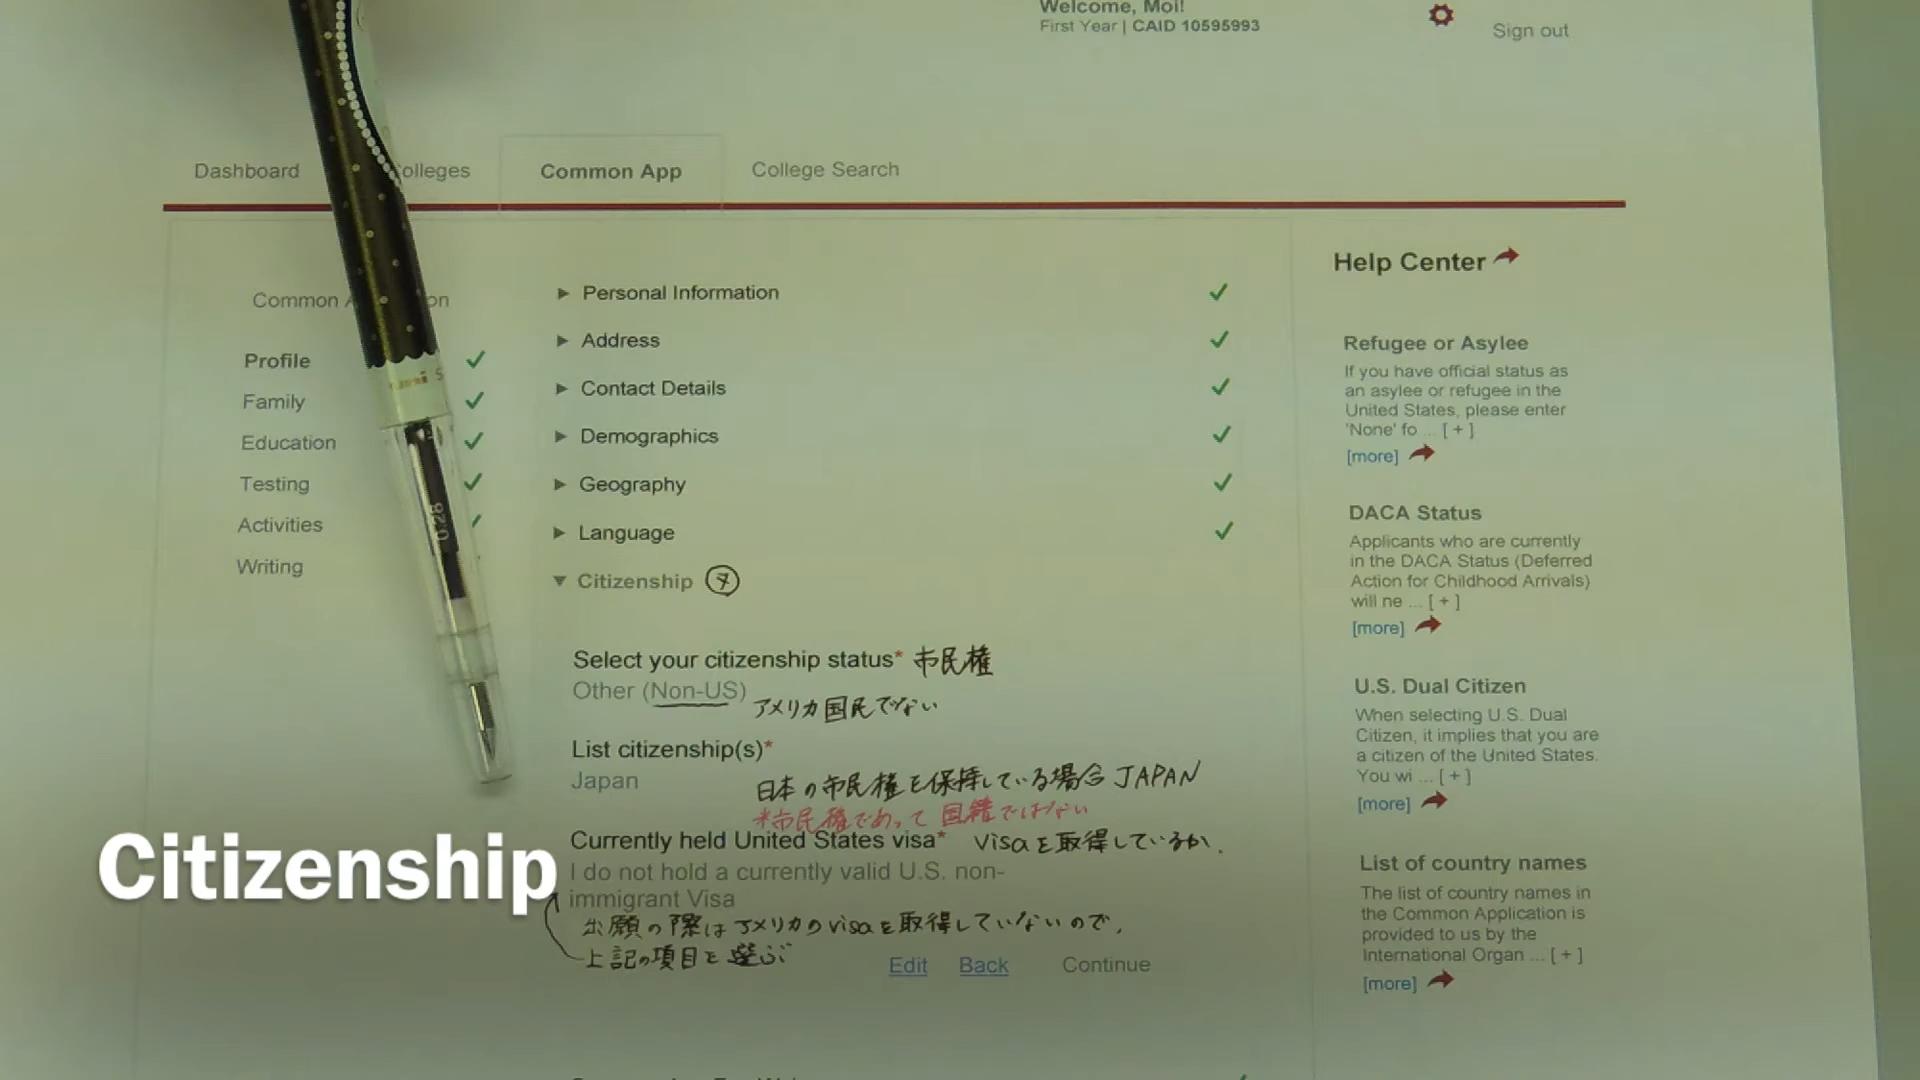 Welcome, Moi!
First Year | CAID 10595993
Sign out
Dashboard
olleges
Common App
College Search
Common A on
Profile
Family
Education
Testing
Activities
Writing
Personal Information
Address
Contact Details
Demographics
Geography
Language
Citizenship ⑦
Select your citizenship status* 市民権
Other (Non-US) アメリカ国民でない
List citizenship(s)*
Japan 日本の市民権を保持している場合 JAPAN
*市民権であって国籍ではない
Currently held United States visa* Visaを取得しているか.
I do not hold a currently valid U.S. non-
immigrant Visa
出願の際はアメリカのvisaを取得していないので,
上記の項目を選ぶ
Edit Back Continue
Help Center
Refugee or Asylee
If you have official status as
an asylee or refugee in the
United States, please enter
'None' fo ... [ + ]
[more]
DACA Status
Applicants who are currently
in the DACA Status (Deferred
Action for Childhood Arrivals)
will ne ... [ + ]
[more]
U.S. Dual Citizen
When selecting U.S. Dual
Citizen, it implies that you are
a citizen of the United States.
You wi ... [ + ]
[more]
List of country names
The list of country names in
the Common Application is
provided to us by the
International Organ ... [ + ]
[more]
0.28
Citizenship